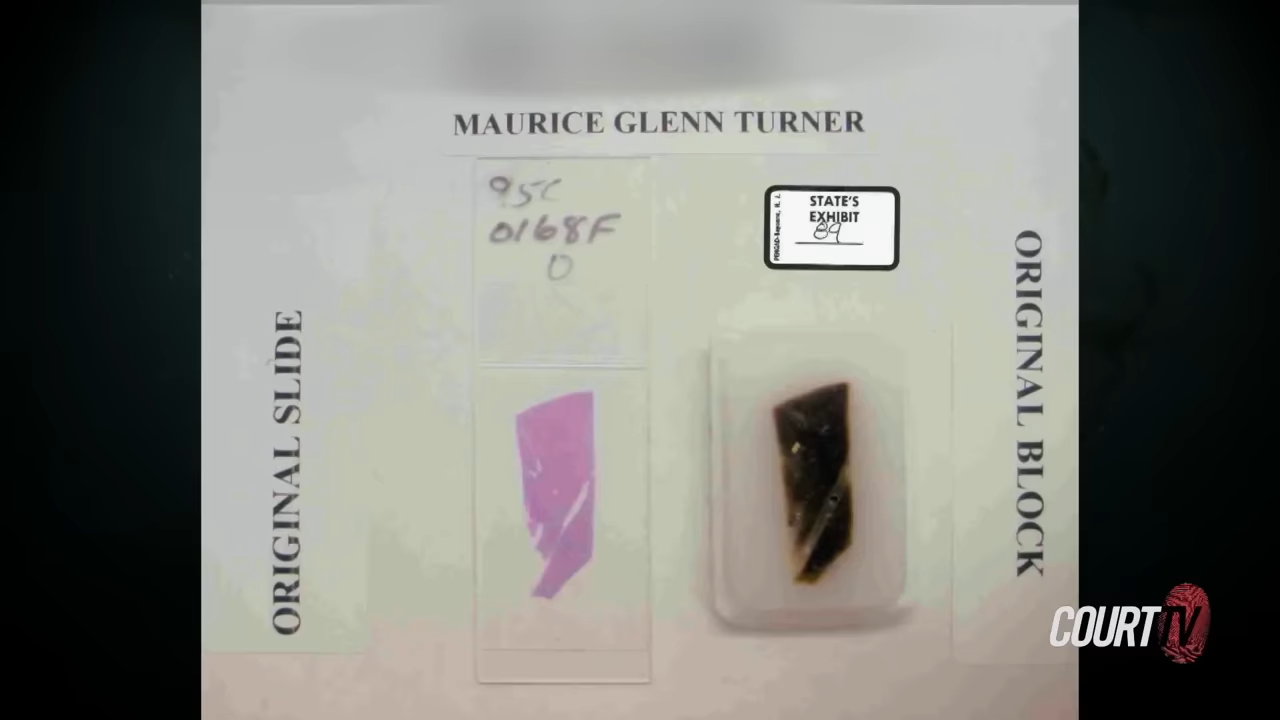 MAURICE GLENN TURNER
95C
0168F
0
STATE'S
EXHIBIT
89
ORIGINAL SLIDE
ORIGINAL BLOCK
COURT TV